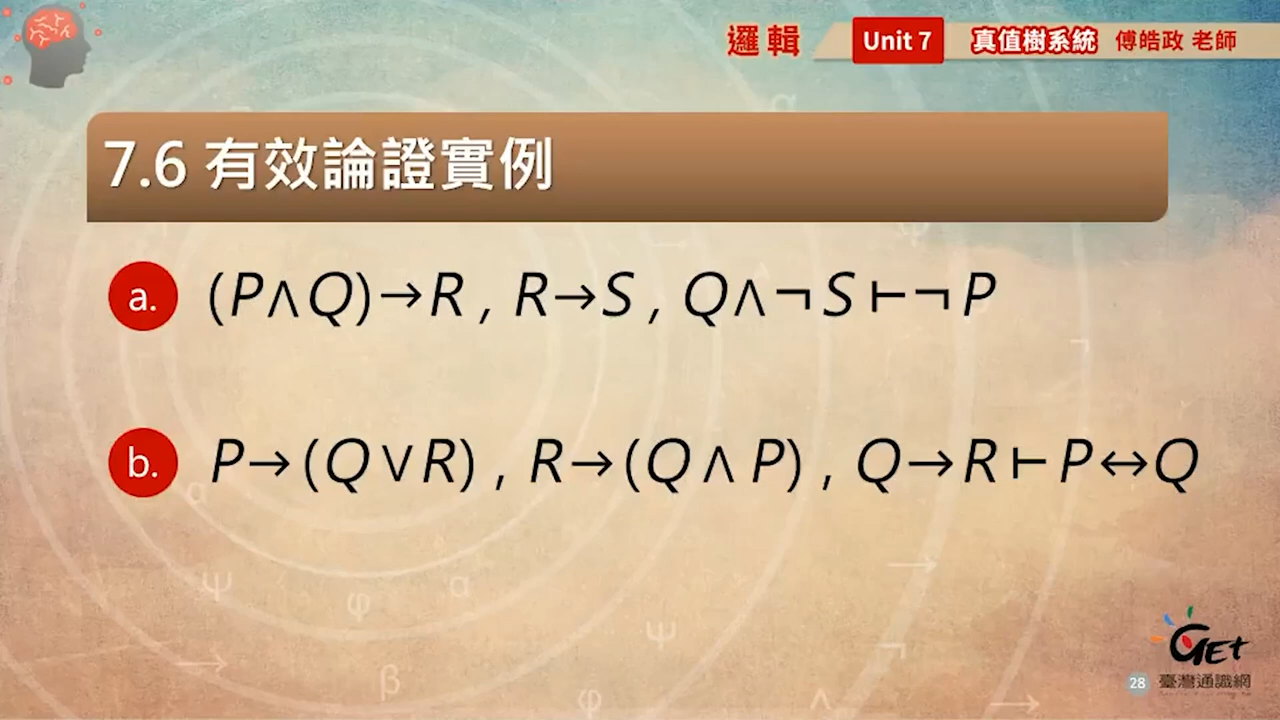 邏輯 Unit 7 真值樹系統 傅皓政 老師
7.6 有效論證實例
a. (P∧Q)→R , R→S , Q∧¬S⊢¬P
b. P→(Q∨R) , R→(Q∧P) , Q→R⊢P↔Q
GEt
28 臺灣通識網